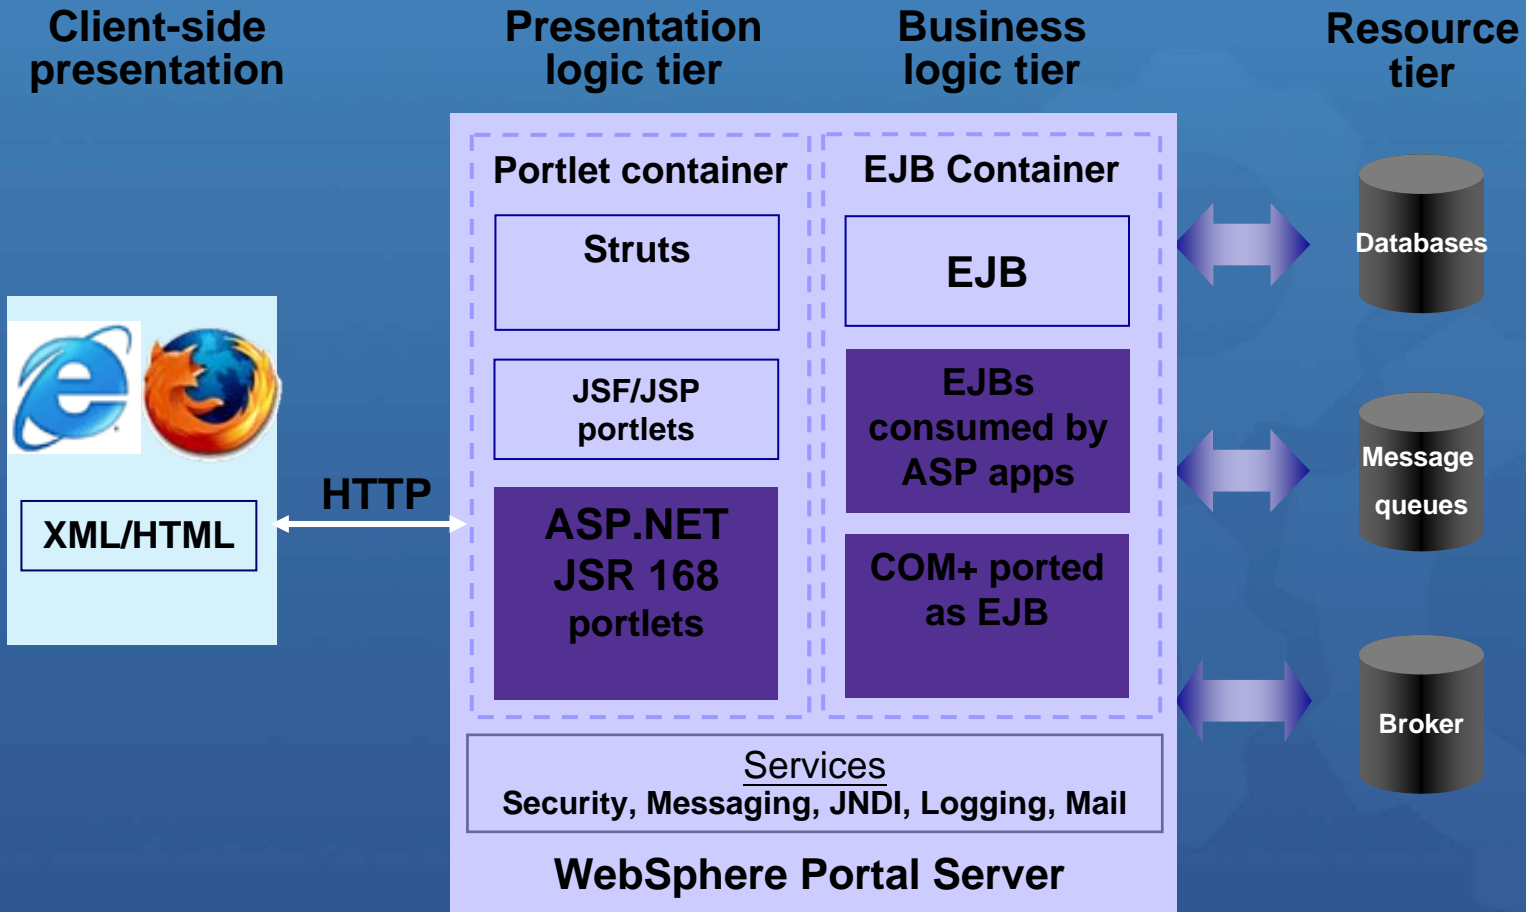 Client-side
presentation
Presentation
logic tier
Business
logic tier
Resource
tier
Portlet container
Struts
JSF/JSP
portlets
ASP.NET
JSR 168
portlets
EJB Container
EJB
EJBs
consumed by
ASP apps
COM+ ported
as EJB
XML/HTML
HTTP
Databases
Message
queues
Broker
Services
Security, Messaging, JNDI, Logging, Mail
WebSphere Portal Server